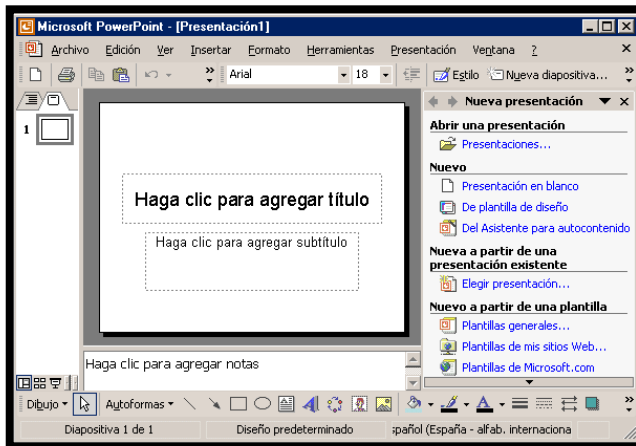 Microsoft PowerPoint - [Presentación1]
Archivo Edición Ver Insertar Formato Herramientas Presentación Ventana ?
Arial 18 Estilo Nueva diapositiva...
Nueva presentación
1
Abrir una presentación
Presentaciones...
Nuevo
Presentación en blanco
De plantilla de diseño
Del Asistente para autocontenido
Nueva a partir de una
presentación existente
Elegir presentación...
Nuevo a partir de una plantilla
Plantillas generales...
Plantillas de mis sitios Web...
Plantillas de Microsoft.com
Haga clic para agregar título
Haga clic para agregar subtítulo
Haga clic para agregar notas
Dibujo Autoformas
Diapositiva 1 de 1 Diseño predeterminado pañol (España - alfab. internaciona